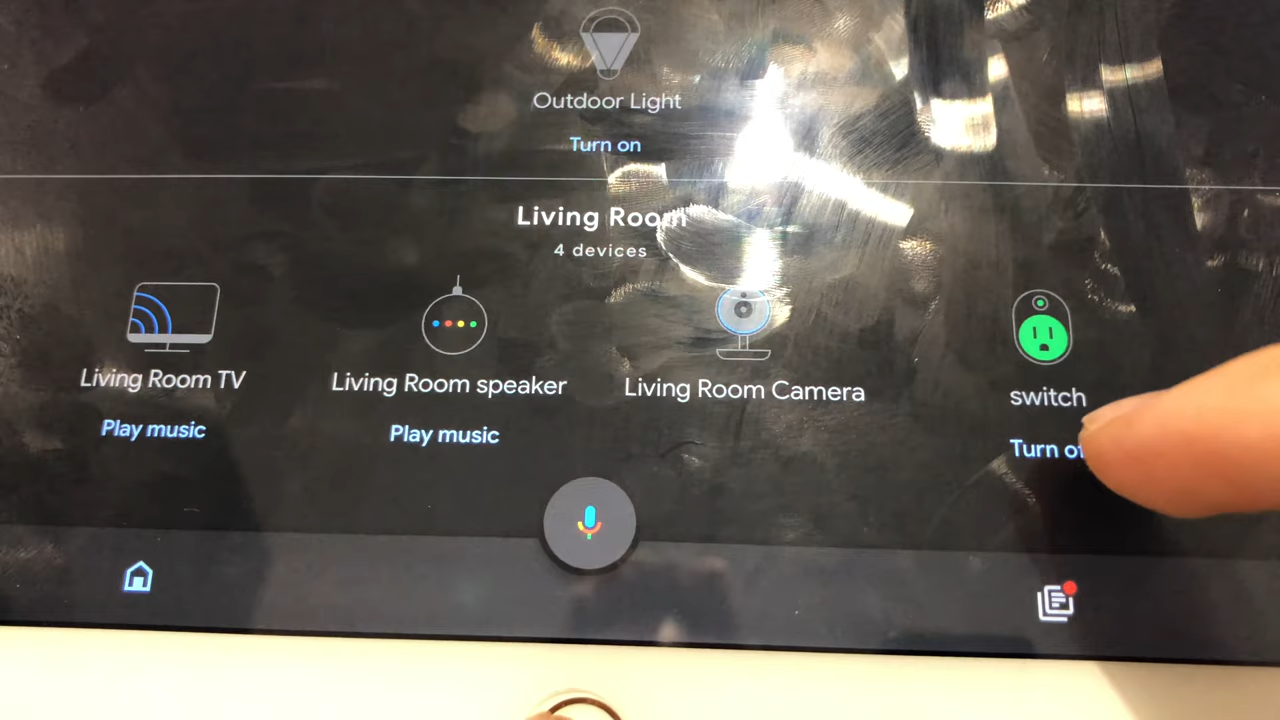 Outdoor Light
Turn on
Living Room
4 devices
Living Room TV
Living Room speaker
Living Room Camera
switch
Play music
Play music
Turn